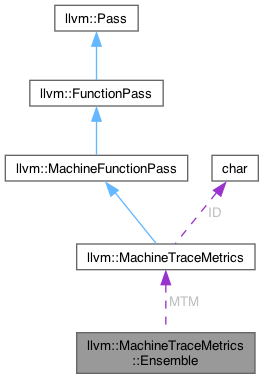 llvm::Pass
llvm::FunctionPass
llvm::MachineFunctionPass
char
ID
llvm::MachineTraceMetrics
MTM
llvm::MachineTraceMetrics
::Ensemble